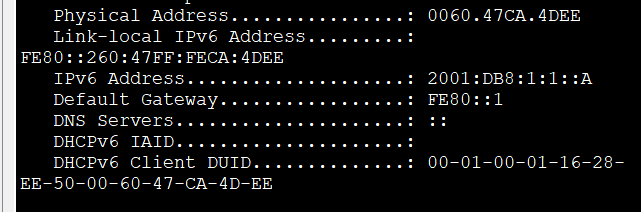 Physical Address................: 0060.47CA.4DEE
Link-local IPv6 Address.........:
FE80::260:47FF:FECA:4DEE
IPv6 Address....................: 2001:DB8:1:1::A
Default Gateway.................: FE80::1
DNS Servers.....................: ::
DHCPv6 IAID.....................:
DHCPv6 Client DUID..............: 00-01-00-01-16-28-
EE-50-00-60-47-CA-4D-EE